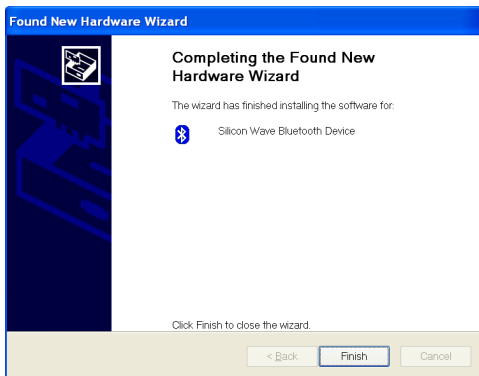 Found New Hardware Wizard
Completing the Found New
Hardware Wizard
The wizard has finished installing the software for:
Silicon Wave Bluetooth Device
Click Finish to close the wizard.
< Back
Finish
Cancel